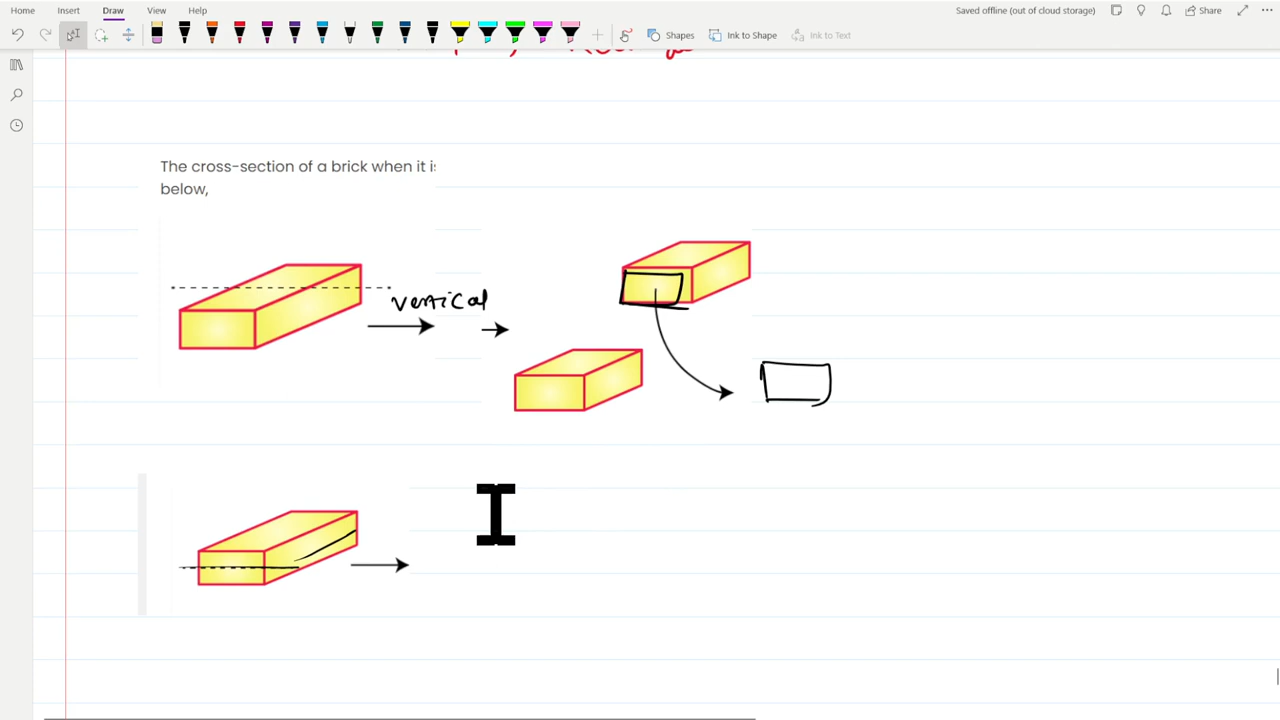 Home Insert Draw View Help
Saved offline (out of cloud storage)
Share
Shapes
Ink to Shape
Ink to Text
The cross-section of a brick when it
below,
vertical